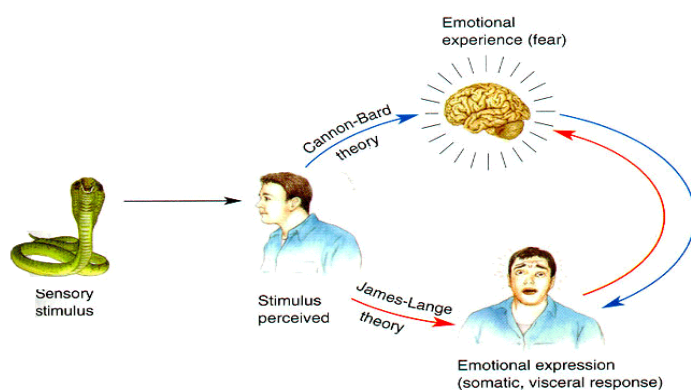 Emotional
experience (fear)
Cannon-Bard
theory
Sensory
stimulus
Stimulus
perceived
James-Lange
theory
Emotional expression
(somatic, visceral response)